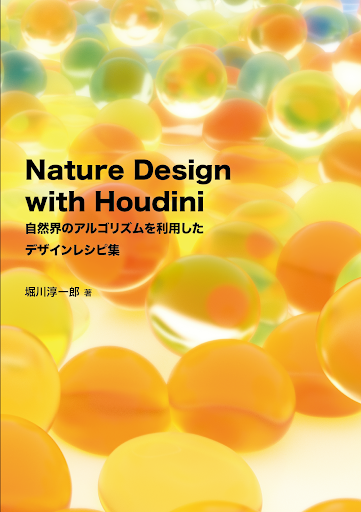 Nature Design
with Houdini
自然界のアルゴリズムを利用した
デザインレシピ集
堀川淳一郎 著